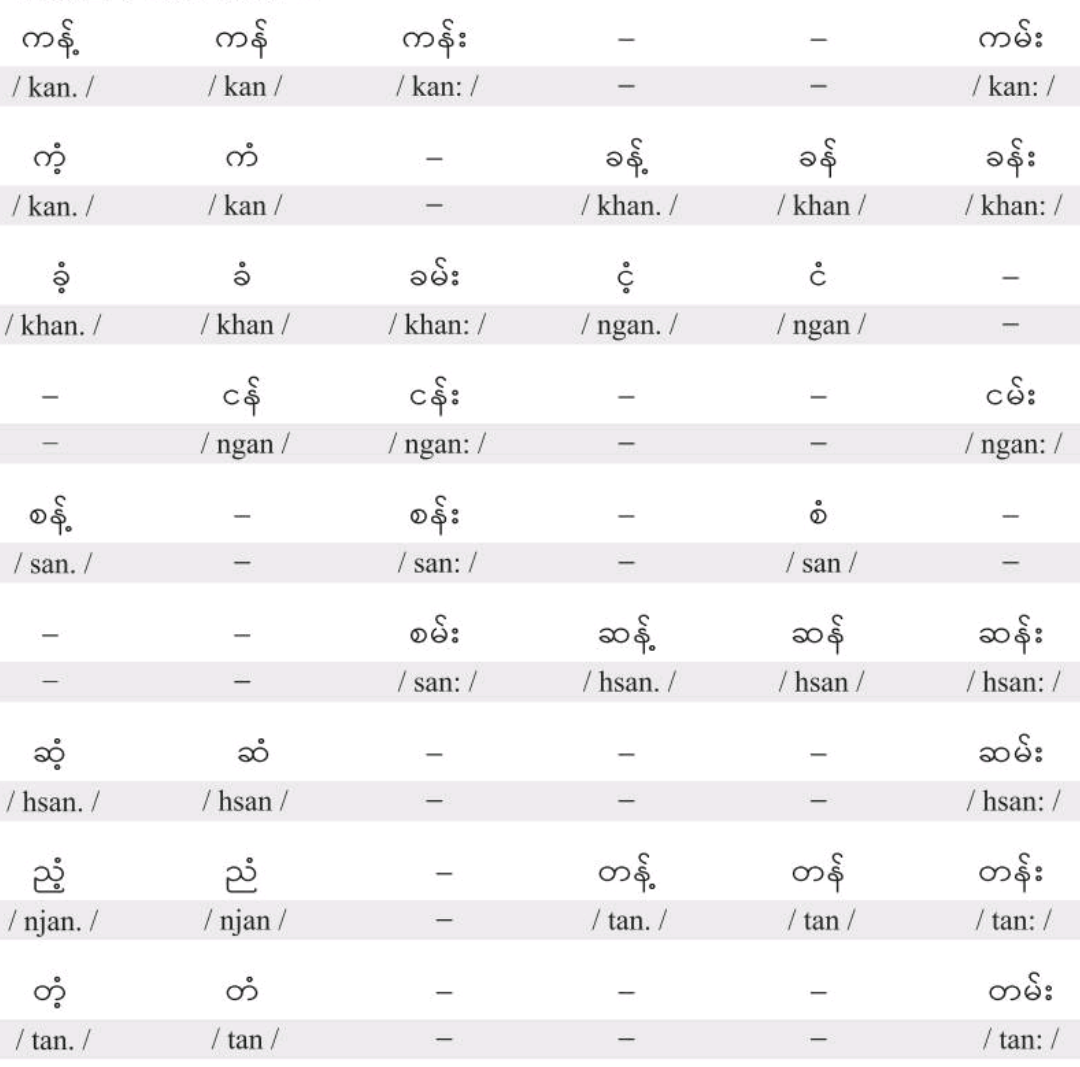 ကန့် ကန် ကန်း – – ကမ်း
/ kan. / / kan / / kan: / – – / kan: /
ကံ့ ကံ – ခန့် ခန် ခန်း
/ kan. / / kan / – / khan. / / khan / / khan: /
ခံ့ ခံ ခမ်း ငံ့ ငံ –
/ khan. / / khan / / khan: / / ngan. / / ngan / –
– ငန် ငန်း – – ငမ်း
– / ngan / / ngan: / – – / ngan: /
စန့် – စန်း – စံ –
/ san. / – / san: / – / san / –
– – စမ်း ဆန့် ဆန် ဆန်း
– – / san: / / hsan. / / hsan / / hsan: /
ဆံ့ ဆံ – – – ဆမ်း
/ hsan. / / hsan / – – – / hsan: /
ညံ့ ညံ – တန့် တန် တန်း
/ njan. / / njan / – / tan. / / tan / / tan: /
တံ့ တံ – – – တမ်း
/ tan. / / tan / – – – / tan: /